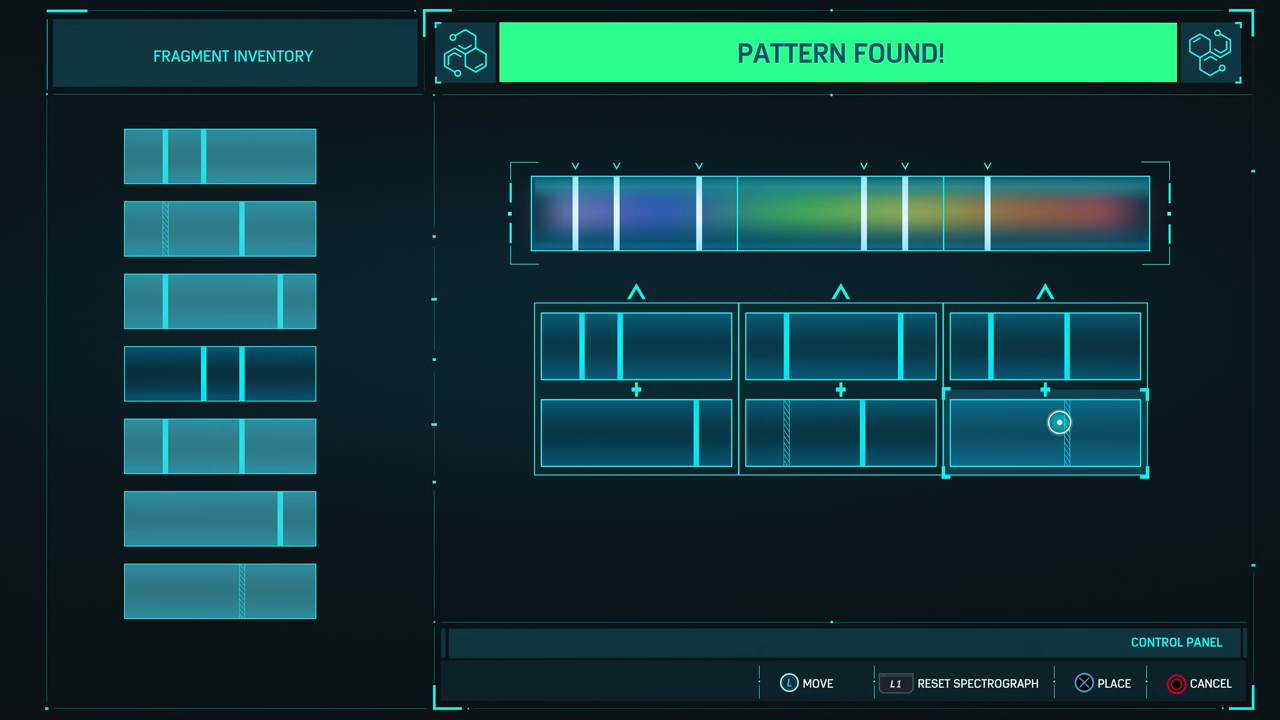 FRAGMENT INVENTORY
PATTERN FOUND!
CONTROL PANEL
L MOVE L1 RESET SPECTROGRAPH PLACE CANCEL